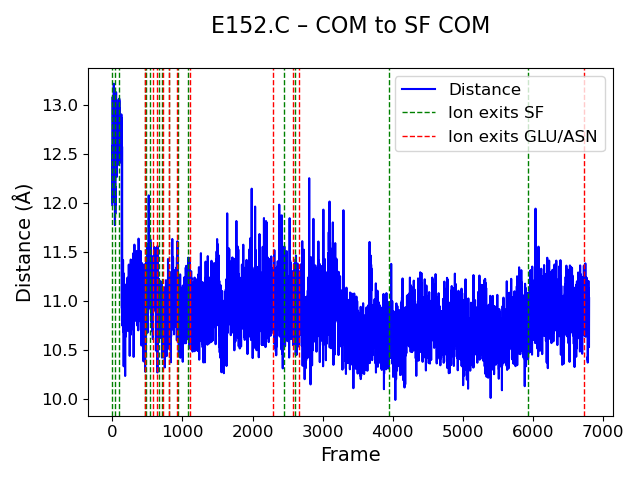 E152.C – COM to SF COM
Distance
Ion exits SF
Ion exits GLU/ASN
Distance (Å)
13.0
12.5
12.0
11.5
11.0
10.5
10.0
0 1000 2000 3000 4000 5000 6000 7000
Frame